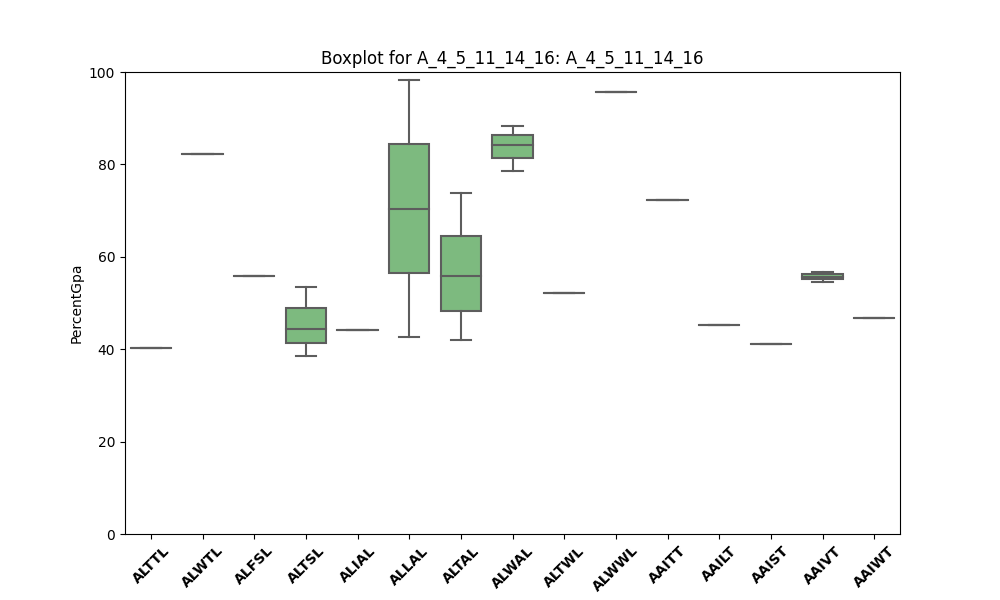 Boxplot for A_4_5_11_14_16: A_4_5_11_14_16
PercentGpa
100
80
60
40
20
0
ALTTL
ALWTL
ALFSL
ALTSL
ALIAL
ALLAL
ALTAL
ALWAL
ALTWL
ALWWL
AAITT
AAILT
AAIST
AAIVT
AAIWT